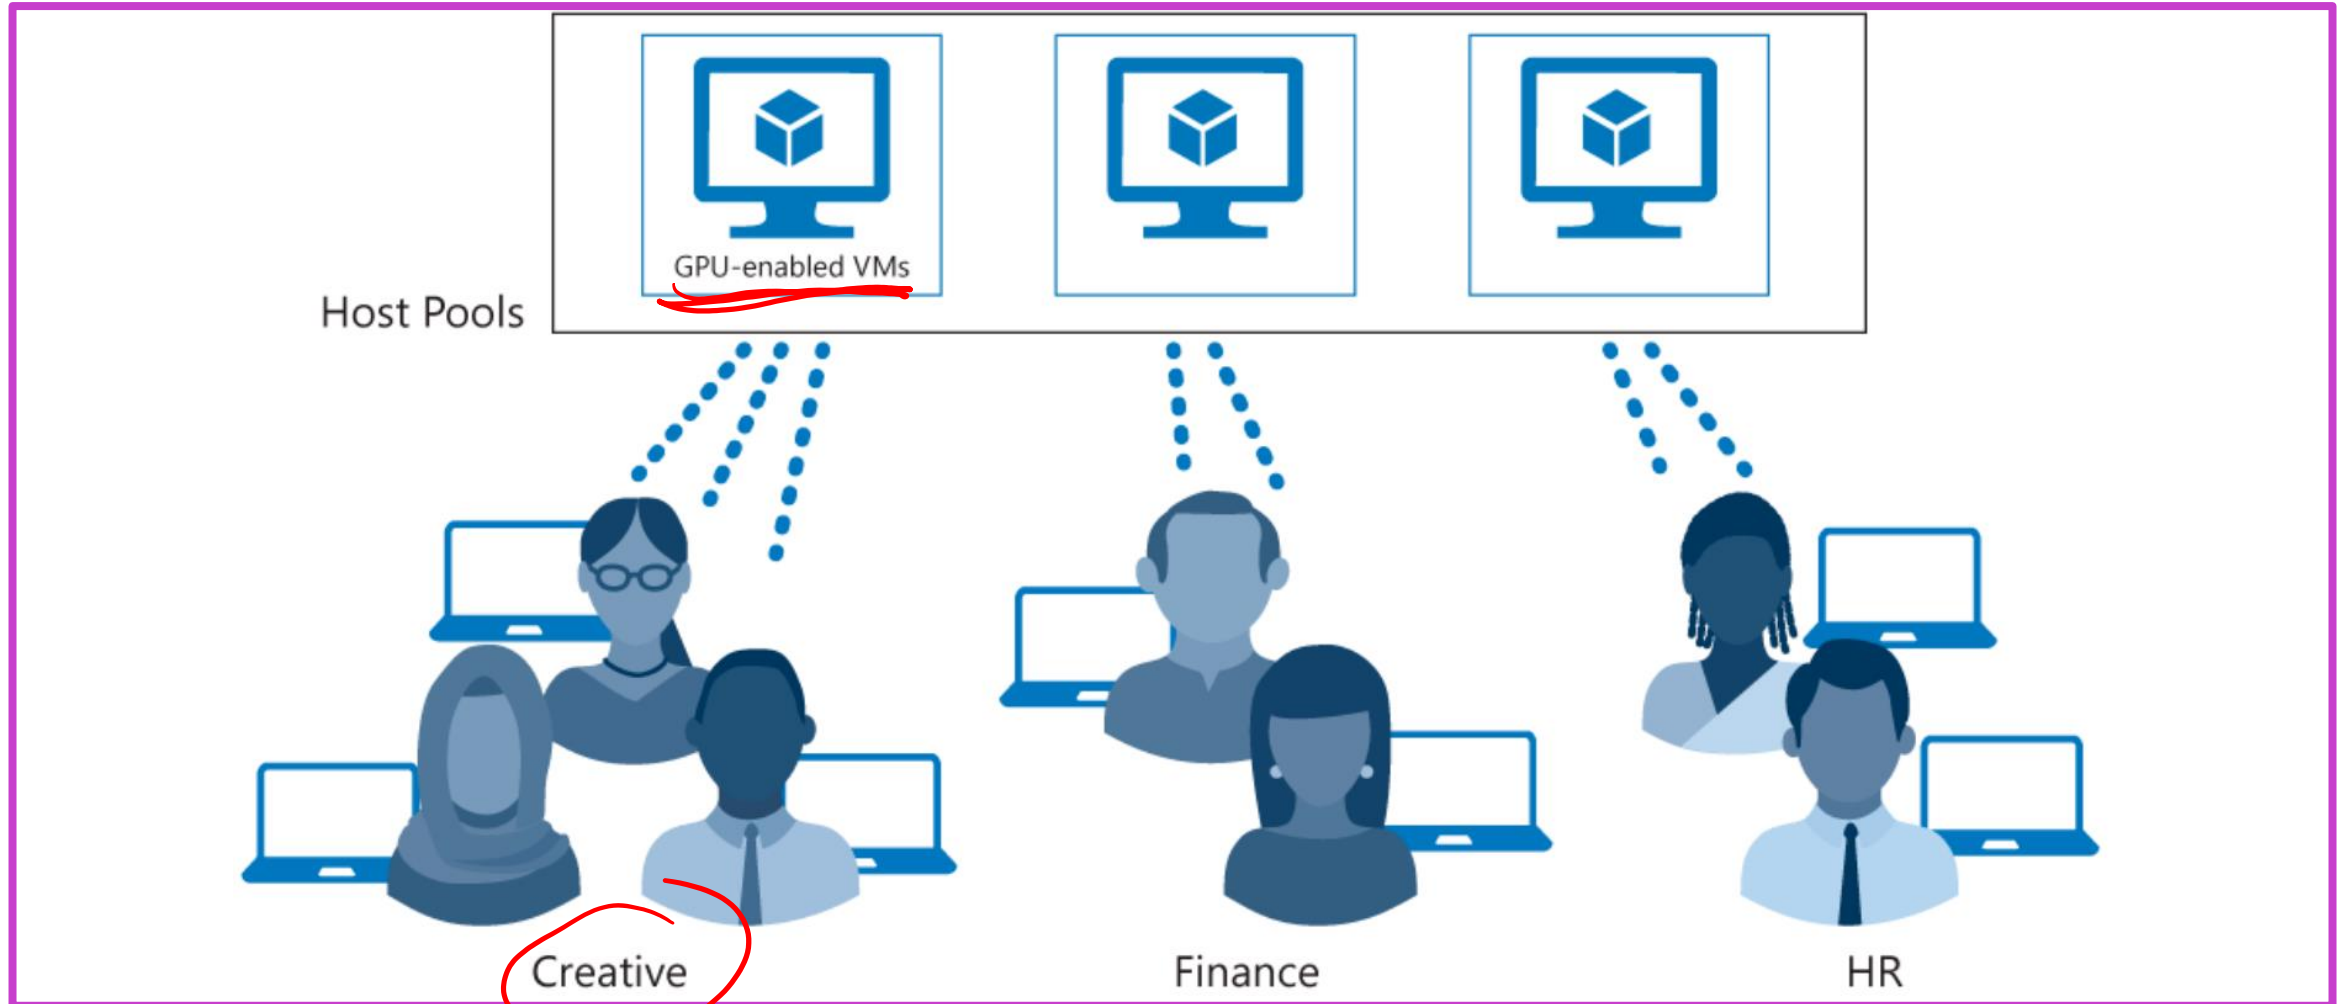 GPU-enabled VMs
Host Pools
Creative
Finance
HR